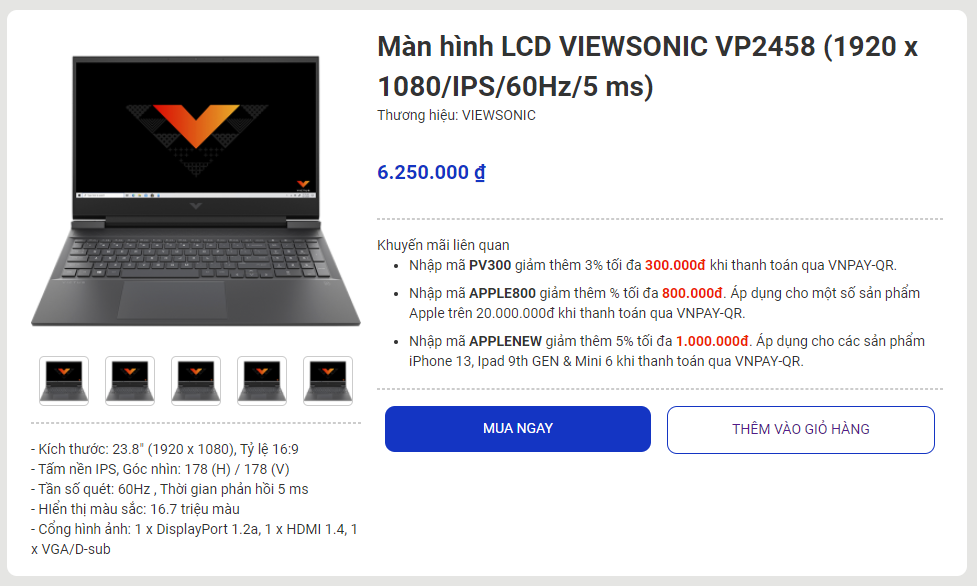 Màn hình LCD VIEWSONIC VP2458 (1920 x
1080/IPS/60Hz/5 ms)
Thương hiệu: VIEWSONIC
6.250.000 ₫
Khuyến mãi liên quan
• Nhập mã PV300 giảm thêm 3% tối đa 300.000đ khi thanh toán qua VNPAY-QR.
• Nhập mã APPLE800 giảm thêm % tối đa 800.000đ. Áp dụng cho một số sản phẩm
Apple trên 20.000.000đ khi thanh toán qua VNPAY-QR.
• Nhập mã APPLENEW giảm thêm 5% tối đa 1.000.000đ. Áp dụng cho các sản phẩm
iPhone 13, Ipad 9th GEN & Mini 6 khi thanh toán qua VNPAY-QR.
MUA NGAY
THÊM VÀO GIỎ HÀNG
- Kích thước: 23.8" (1920 x 1080), Tỷ lệ 16:9
- Tấm nền IPS, Góc nhìn: 178 (H) / 178 (V)
- Tần số quét: 60Hz , Thời gian phản hồi 5 ms
- HIển thị màu sắc: 16.7 triệu màu
- Cổng hình ảnh: 1 x DisplayPort 1.2a, 1 x HDMI 1.4, 1
x VGA/D-sub